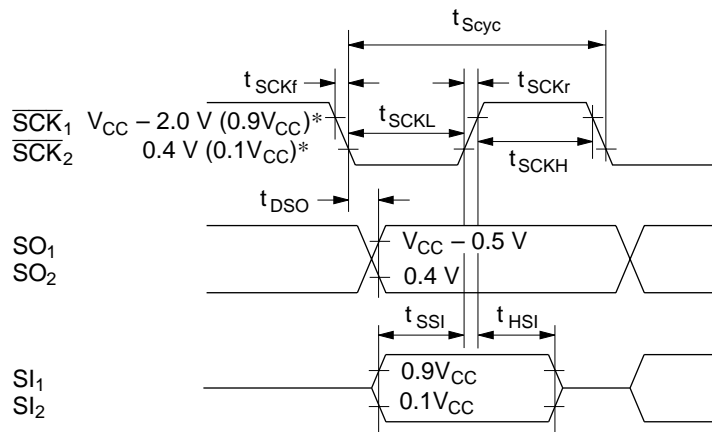 tScyc
tSCKf
tSCKr
SCK1 VCC – 2.0 V (0.9VCC)*
tSCKL
SCK2 0.4 V (0.1VCC)*
tSCKH
tDSO
SO1
VCC – 0.5 V
SO2
0.4 V
tSSI
tHSI
SI1
0.9VCC
SI2
0.1VCC